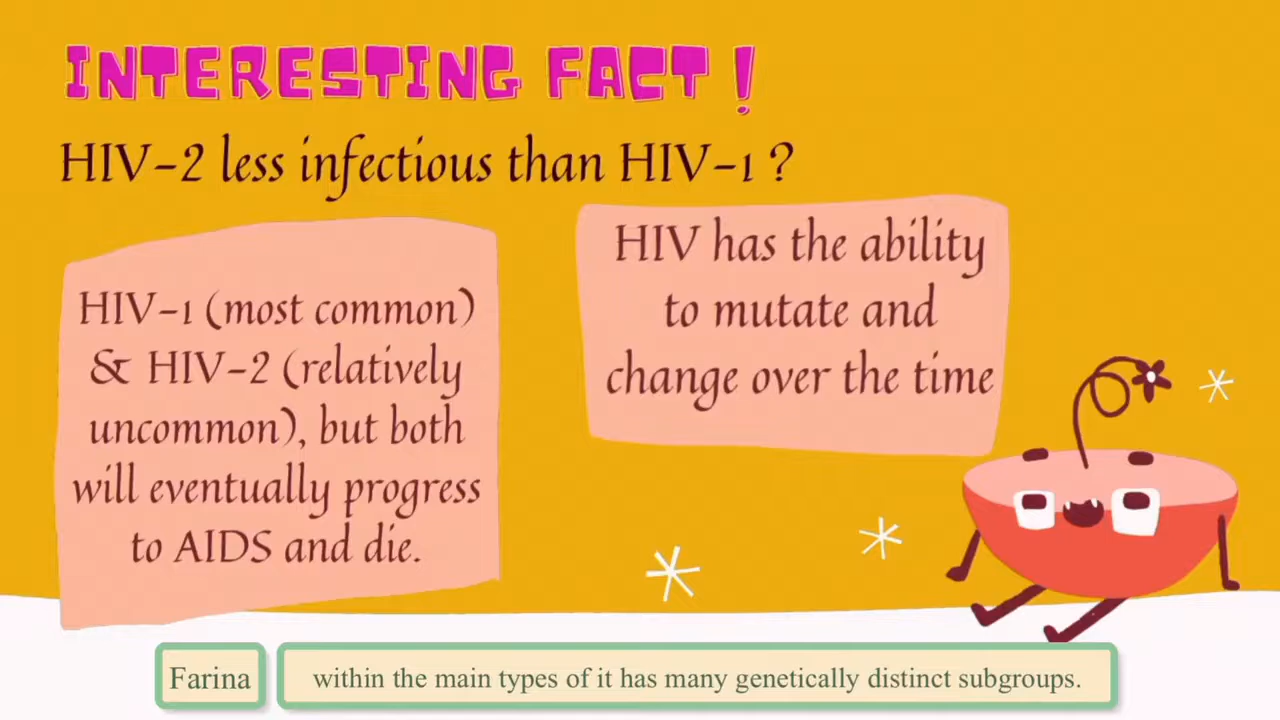 INTERESTING FACT!
HIV-2 less infectious than HIV-1 ?
HIV-1 (most common)
& HIV-2 (relatively
uncommon), but both
will eventually progress
to AIDS and die.
HIV has the ability
to mutate and
change over the time
Farina
within the main types of it has many genetically distinct subgroups.